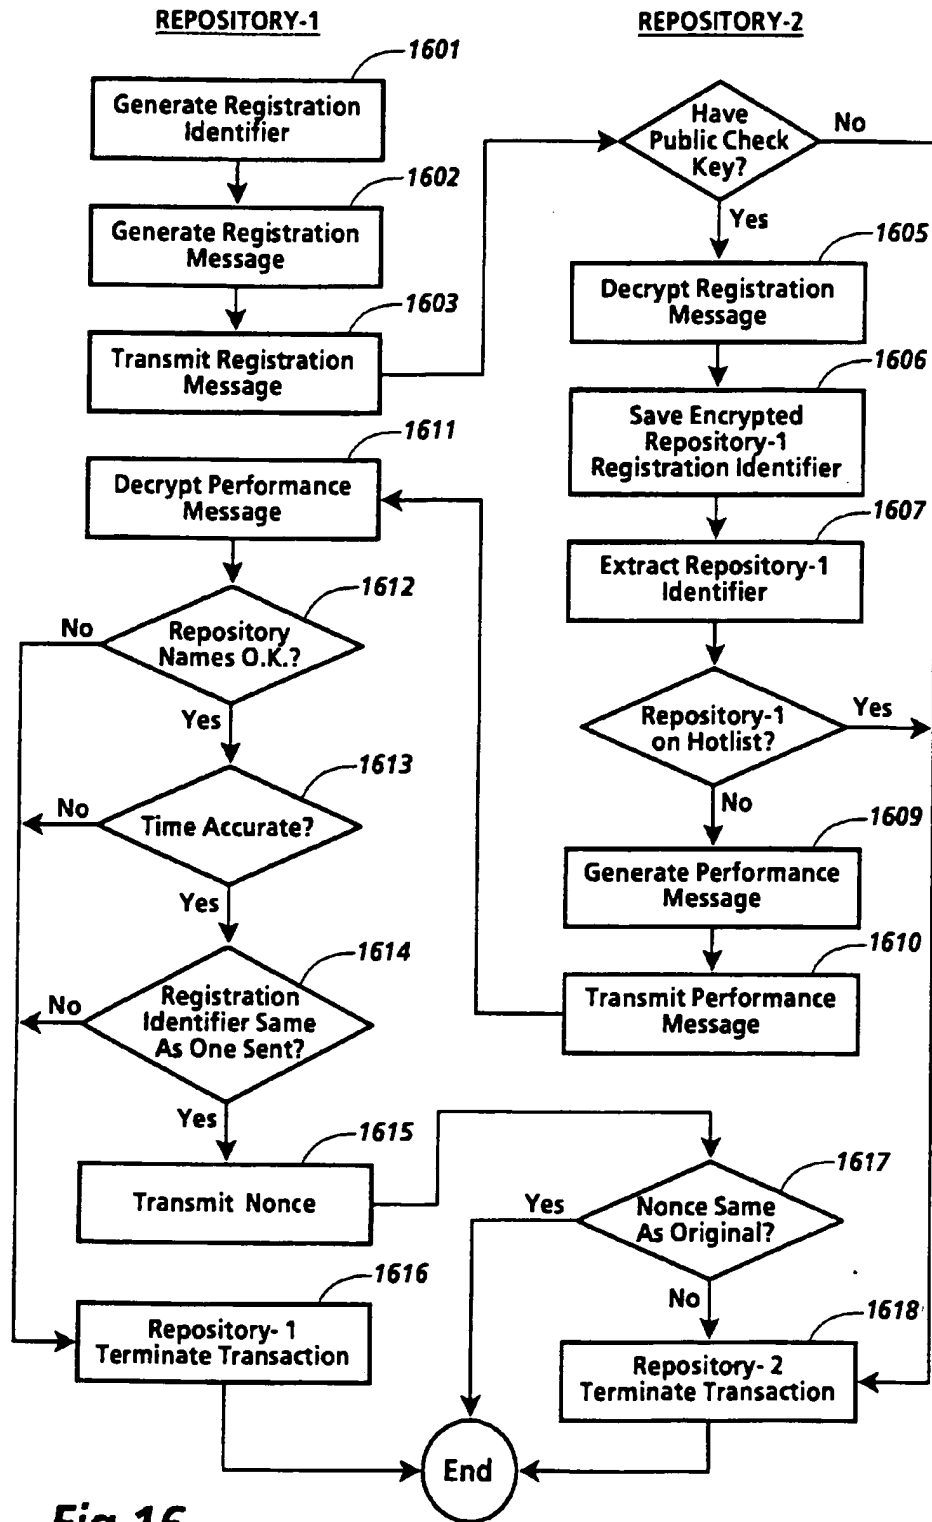 REPOSITORY-1
1601
Generate Registration
Identifier
1602
Generate Registration
Message
1603
Transmit Registration
Message
1611
Decrypt Performance
Message
1612
No
Repository
Names O.K.?
Yes
1613
No
Time Accurate?
Yes
1614
No
Registration
Identifier Same
As One Sent?
Yes
1615
Transmit Nonce
1616
Repository- 1
Terminate Transaction
REPOSITORY-2
Have
Public Check
Key?
No
Yes
1605
Decrypt Registration
Message
1606
Save Encrypted
Repository-1
Registration Identifier
1607
Extract Repository-1
Identifier
Repository-1
on Hotlist?
Yes
No
1609
Generate Performance
Message
1610
Transmit Performance
Message
1617
Yes
Nonce Same
As Original?
No
1618
Repository- 2
Terminate Transaction
End
Fig 16